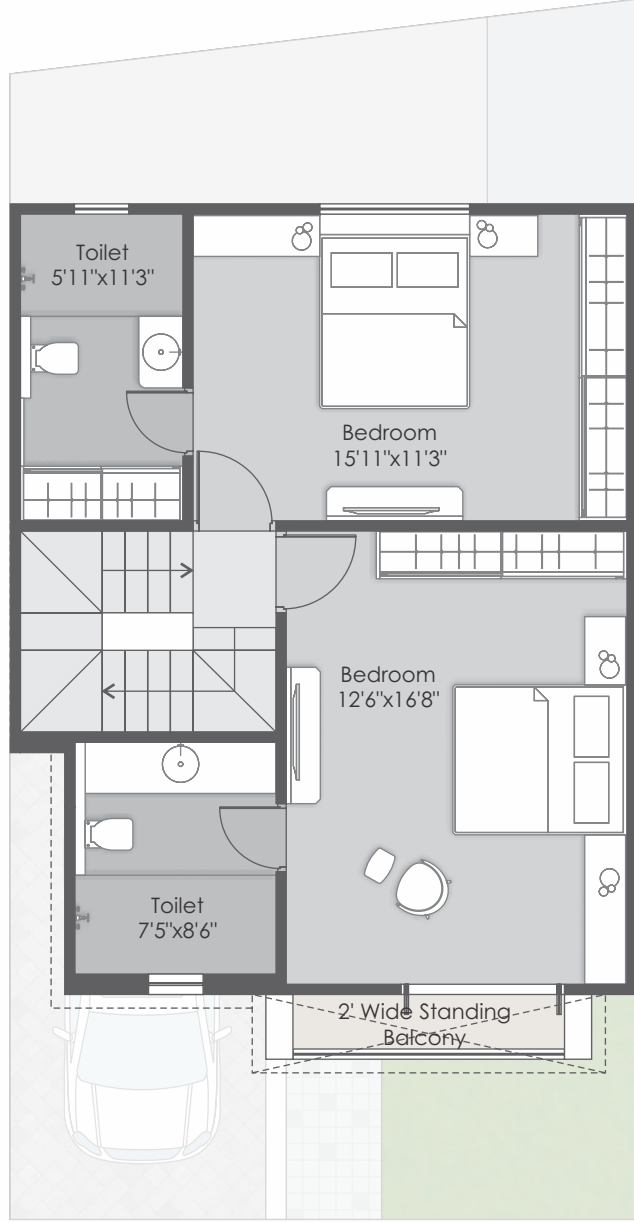 Toilet
5'11"x11'3"
Bedroom
15'11"x11'3"
Bedroom
12'6"x16'8"
Toilet
7'5"x8'6"
2' Wide Standing
Balcony